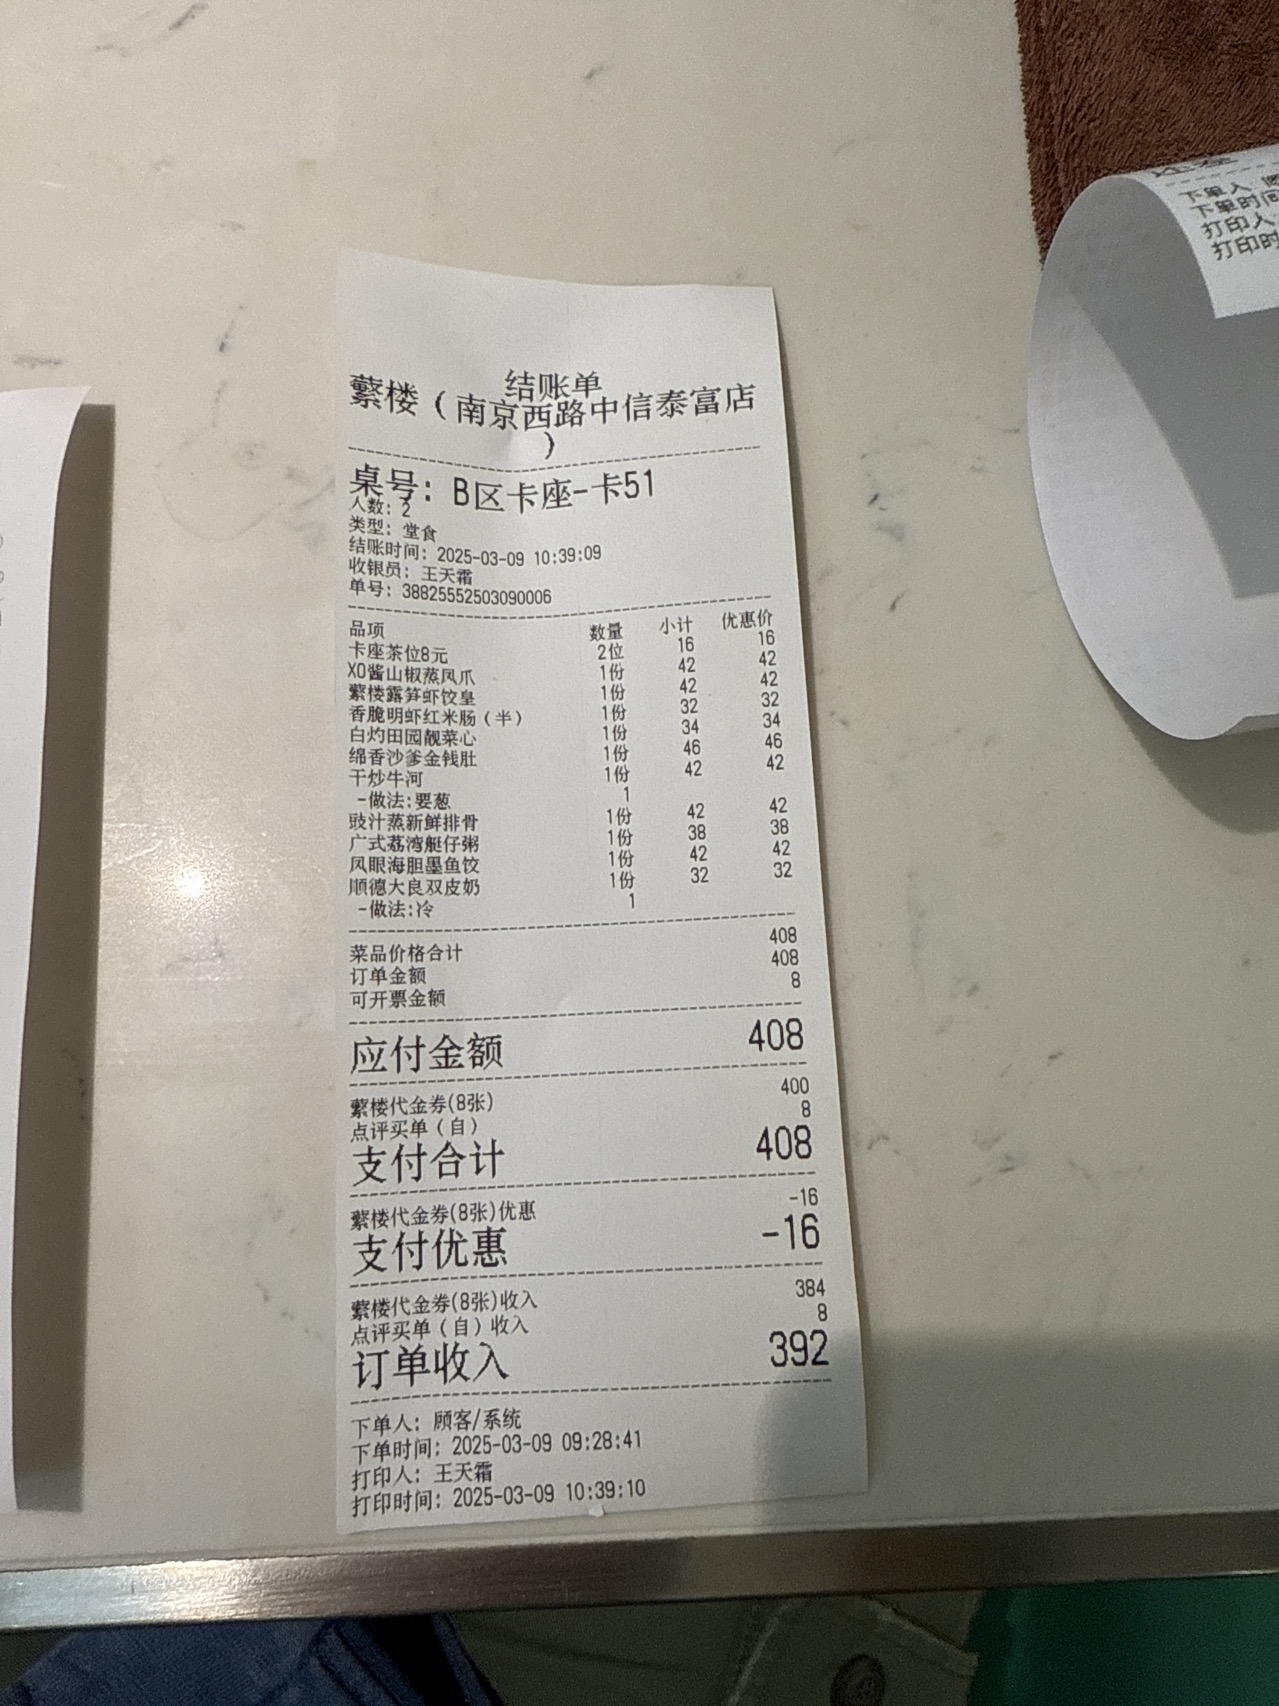 结账单
蘩楼（南京西路中信泰富店
）
桌号：B区卡座-卡51
人数：2
类型：堂食
结账时间：2025-03-09 10:39:09
收银员：王天霜
单号：38825552503090006
品项 数量 小计 优惠价
卡座茶位8元 2位 16 16
XO酱山椒蒸凤爪 1份 42 42
蘩楼露笋虾饺皇 1份 42 42
香脆明虾红米肠（半） 1份 32 32
白灼田园靓菜心 1份 34 34
绵香沙爹金钱肚 1份 46 46
干炒牛河 1份 42 42
-做法:要葱 1
豉汁蒸新鲜排骨 1份 42 42
广式荔湾艇仔粥 1份 38 38
凤眼海胆墨鱼饺 1份 42 42
顺德大良双皮奶 1份 32 32
-做法:冷 1
菜品价格合计 408
订单金额 408
可开票金额 8
应付金额 408
蘩楼代金券(8张) 400
点评买单（自） 8
支付合计 408
蘩楼代金券(8张)优惠 -16
支付优惠 -16
蘩楼代金券(8张)收入 384
点评买单（自）收入 8
订单收入 392
下单人：顾客/系统
下单时间：2025-03-09 09:28:41
打印人：王天霜
打印时间：2025-03-09 10:39:10
下单人
下单时间
打印人
打印时